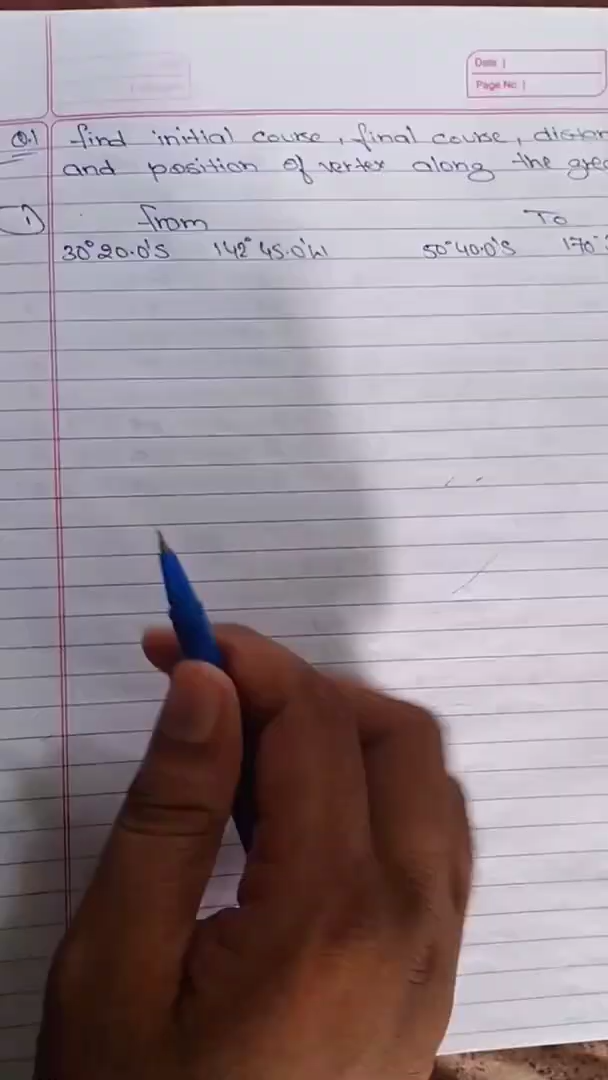 Date |
Page No. |
Q.1 find initial course, final course, distan
and position of vertex along the grea
1) from To
30° 20.0'S 142° 45.0'W 50° 40.0'S 170°